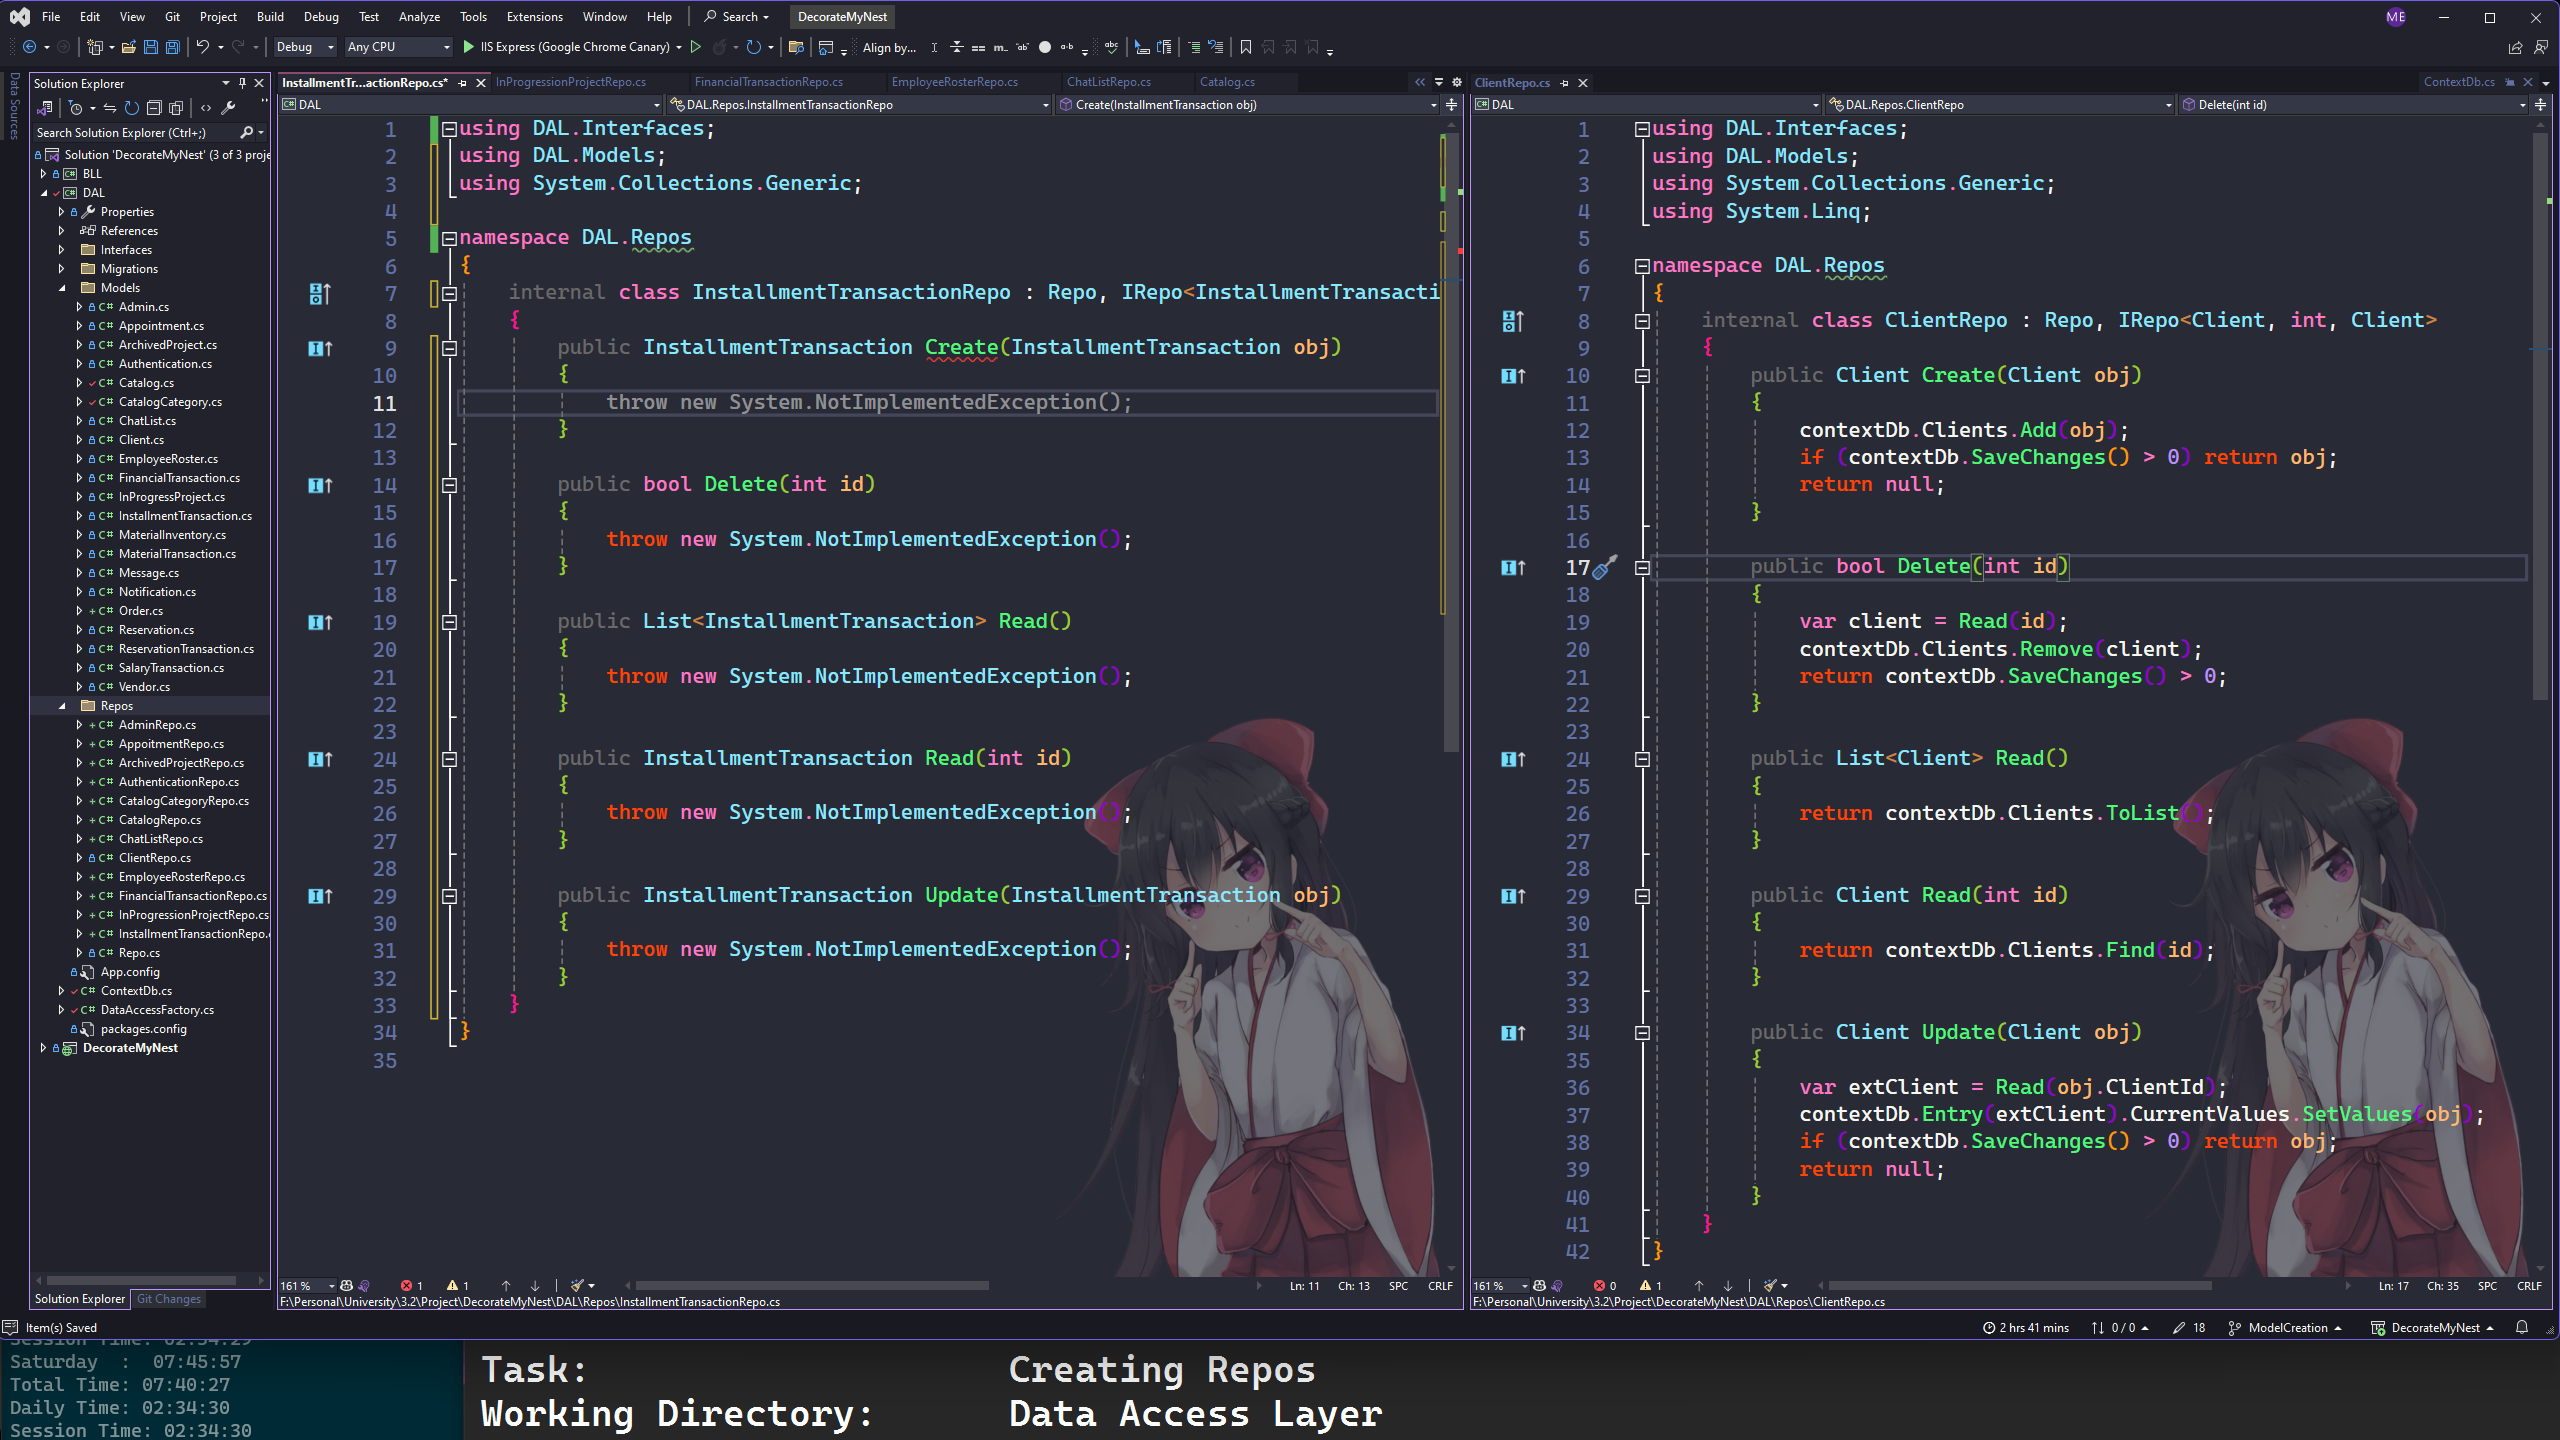 File Edit View Git Project Build Debug Test Analyze Tools Extensions Window Help Search DecorateMyNest ME
Debug Any CPU IIS Express (Google Chrome Canary) Align by...
Data Sources
Solution Explorer
Search Solution Explorer (Ctrl+;)
Solution 'DecorateMyNest' (3 of 3 proje
BLL
DAL
Properties
References
Interfaces
Migrations
Models
C# Admin.cs
C# Appointment.cs
C# ArchivedProject.cs
C# Authentication.cs
C# Catalog.cs
C# CatalogCategory.cs
C# ChatList.cs
C# Client.cs
C# EmployeeRoster.cs
C# FinancialTransaction.cs
C# InProgressProject.cs
C# InstallmentTransaction.cs
C# MaterialInventory.cs
C# MaterialTransaction.cs
C# Message.cs
C# Notification.cs
C# Order.cs
C# Reservation.cs
C# ReservationTransaction.cs
C# SalaryTransaction.cs
C# Vendor.cs
Repos
C# AdminRepo.cs
C# AppoitmentRepo.cs
C# ArchivedProjectRepo.cs
C# AuthenticationRepo.cs
C# CatalogCategoryRepo.cs
C# CatalogRepo.cs
C# ChatListRepo.cs
C# ClientRepo.cs
C# EmployeeRosterRepo.cs
C# FinancialTransactionRepo.cs
C# InProgressionProjectRepo.cs
C# InstallmentTransactionRepo.
C# Repo.cs
App.config
C# ContextDb.cs
C# DataAccessFactory.cs
packages.config
DecorateMyNest
Solution Explorer Git Changes
InstallmentTr...actionRepo.cs* InProgressionProjectRepo.cs FinancialTransactionRepo.cs EmployeeRosterRepo.cs ChatListRepo.cs Catalog.cs
DAL DAL.Repos.InstallmentTransactionRepo Create(InstallmentTransaction obj)
1 using DAL.Interfaces;
2 using DAL.Models;
3 using System.Collections.Generic;
4
5 namespace DAL.Repos
6 {
7 internal class InstallmentTransactionRepo : Repo, IRepo<InstallmentTransacti
8 {
9 public InstallmentTransaction Create(InstallmentTransaction obj)
10 {
11 throw new System.NotImplementedException();
12 }
13
14 public bool Delete(int id)
15 {
16 throw new System.NotImplementedException();
17 }
18
19 public List<InstallmentTransaction> Read()
20 {
21 throw new System.NotImplementedException();
22 }
23
24 public InstallmentTransaction Read(int id)
25 {
26 throw new System.NotImplementedException();
27 }
28
29 public InstallmentTransaction Update(InstallmentTransaction obj)
30 {
31 throw new System.NotImplementedException();
32 }
33 }
34 }
35
161 % 1 1 Ln: 11 Ch: 13 SPC CRLF
F:\Personal\University\3.2\Project\DecorateMyNest\DAL\Repos\InstallmentTransactionRepo.cs
ClientRepo.cs ContextDb.cs
DAL DAL.Repos.ClientRepo Delete(int id)
1 using DAL.Interfaces;
2 using DAL.Models;
3 using System.Collections.Generic;
4 using System.Linq;
5
6 namespace DAL.Repos
7 {
8 internal class ClientRepo : Repo, IRepo<Client, int, Client>
9 {
10 public Client Create(Client obj)
11 {
12 contextDb.Clients.Add(obj);
13 if (contextDb.SaveChanges() > 0) return obj;
14 return null;
15 }
16
17 public bool Delete(int id)
18 {
19 var client = Read(id);
20 contextDb.Clients.Remove(client);
21 return contextDb.SaveChanges() > 0;
22 }
23
24 public List<Client> Read()
25 {
26 return contextDb.Clients.ToList();
27 }
28
29 public Client Read(int id)
30 {
31 return contextDb.Clients.Find(id);
32 }
33
34 public Client Update(Client obj)
35 {
36 var extClient = Read(obj.ClientId);
37 contextDb.Entry(extClient).CurrentValues.SetValues(obj);
38 if (contextDb.SaveChanges() > 0) return obj;
39 return null;
40 }
41 }
42 }
161 % 0 1 Ln: 17 Ch: 35 SPC CRLF
F:\Personal\University\3.2\Project\DecorateMyNest\DAL\Repos\ClientRepo.cs
Item(s) Saved 2 hrs 41 mins 0 / 0 18 ModelCreation DecorateMyNest
Session Time: 02:34:29
Saturday : 07:45:57
Total Time: 07:40:27
Daily Time: 02:34:30
Session Time: 02:34:30
Task: Creating Repos
Working Directory: Data Access Layer